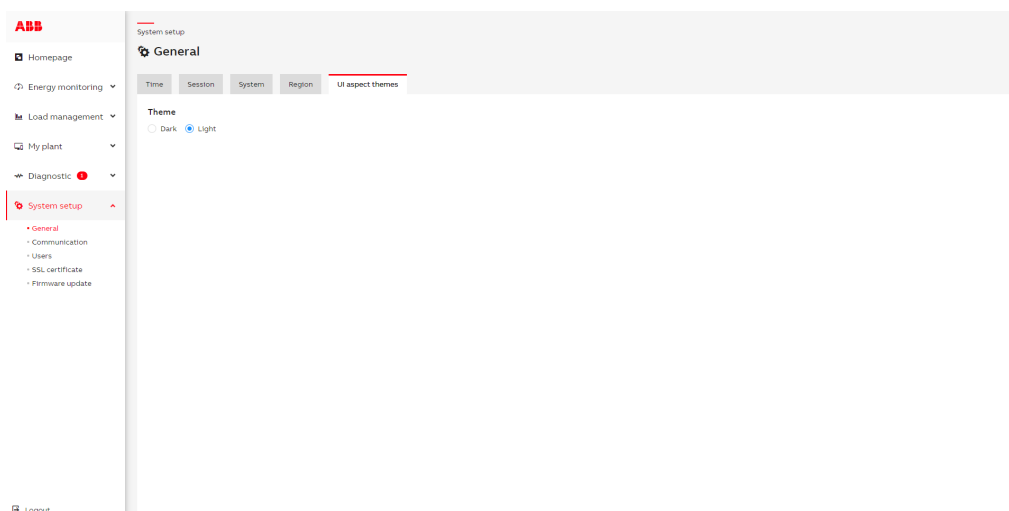 ABB
Homepage
Energy monitoring
Load management
My plant
Diagnostic 1
System setup
General
Communication
Users
SSL certificate
Firmware update
Logout
System setup
General
Time Session System Region UI aspect themes
Theme
Dark Light